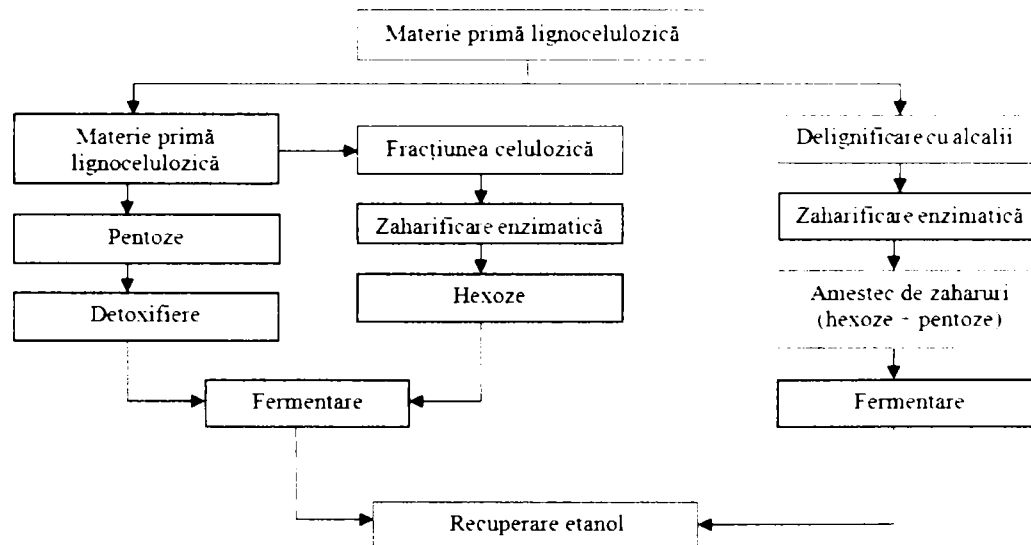 Materie primă lignocelulozică
Materie primă
lignocelulozică
Fracțiunea celulozică
Delignificare cu alcalii
Pentoze
Zaharificare enzimatică
Zaharificare enzimatică
Detoxifiere
Hexoze
Amestec de zaharuri
(hexoze - pentoze)
Fermentare
Fermentare
Recuperare etanol